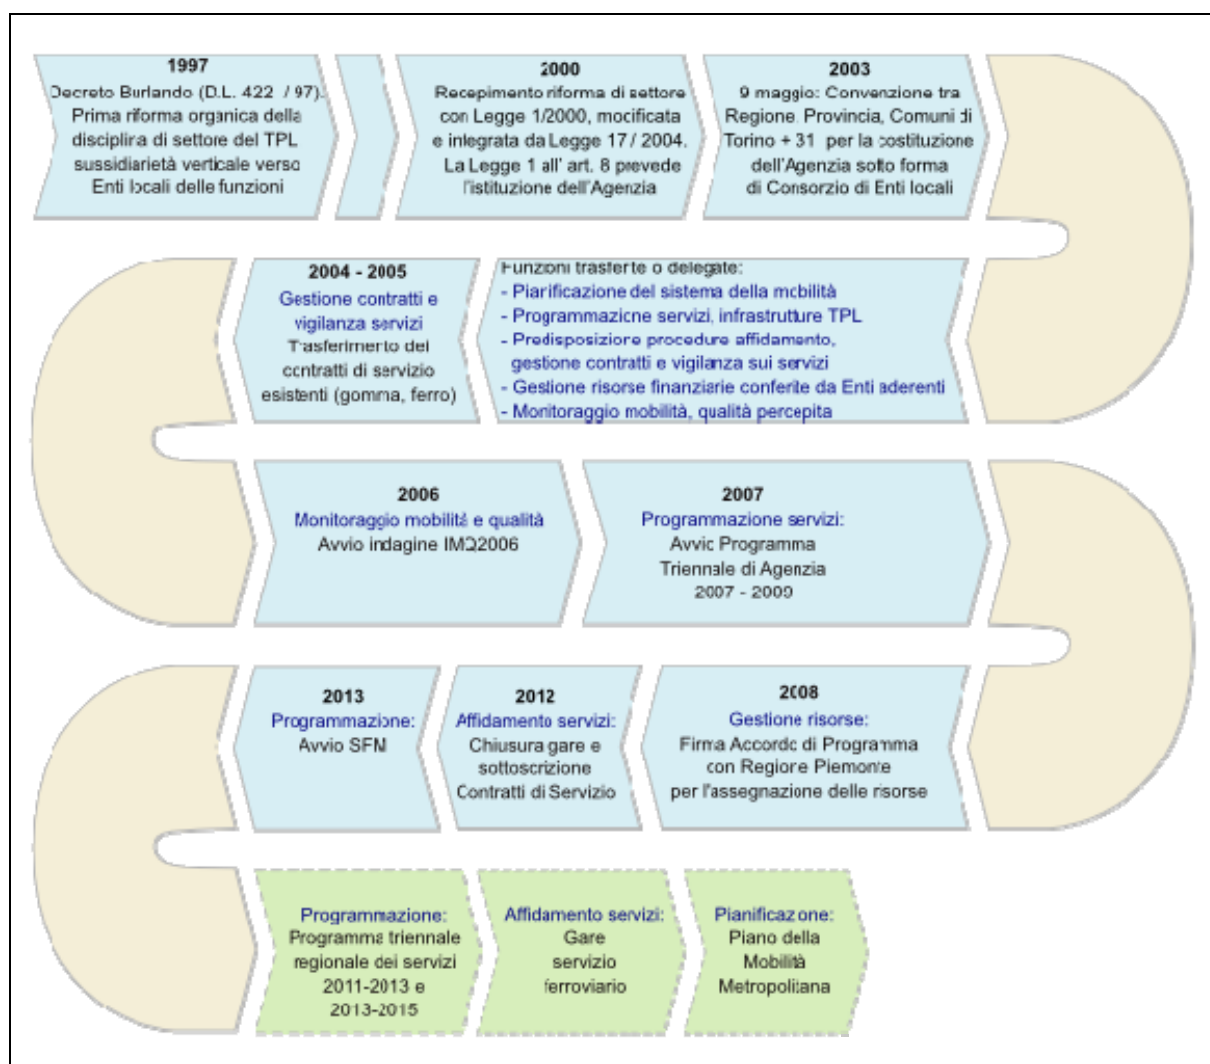 1997
Decreto Burlando (D.L. 422 / 97).
Prima riforma organica della
disciplina di settore del TPL
sussidiarietà verticale verso
Enti locali delle funzioni
2000
Recepimento riforma di settore
con Legge 1/2000, modificata
e integrata da Legge 17 / 2004.
La Legge 1 all' art. 8 prevede
l'istituzione dell'Agenzia
2003
9 maggio: Convenzione tra
Regione, Provincia, Comuni di
Torino + 31 per la costituzione
dell'Agenzia sotto forma
di Consorzio di Enti locali
2004 - 2005
Gestione contratti e
vigilanza servizi
Trasferimento dei
contratti di servizio
esistenti (gomma, ferro)
Funzioni trasferite o delegate:
- Pianificazione del sistema della mobilità
- Programmazione servizi, infrastrutture TPL
- Predisposizione procedure affidamento,
gestione contratti e vigilanza sui servizi
- Gestione risorse finanziarie conferite da Enti aderenti
- Monitoraggio mobilità, qualità percepita
2006
Monitoraggio mobilità e qualità
Avvio indagine IMQ2006
2007
Programmazione servizi:
Avvio Programma
Triennale di Agenzia
2007 - 2009
2013
Programmazione:
Avvio SFM
2012
Affidamento servizi:
Chiusura gare e
sottoscrizione
Contratti di Servizio
2008
Gestione risorse:
Firma Accordo di Programma
con Regione Piemonte
per l'assegnazione delle risorse
Programmazione:
Programma triennale
regionale dei servizi
2011-2013 e
2013-2015
Affidamento servizi:
Gare
servizio
ferroviario
Pianificazione:
Piano della
Mobilità
Metropolitana